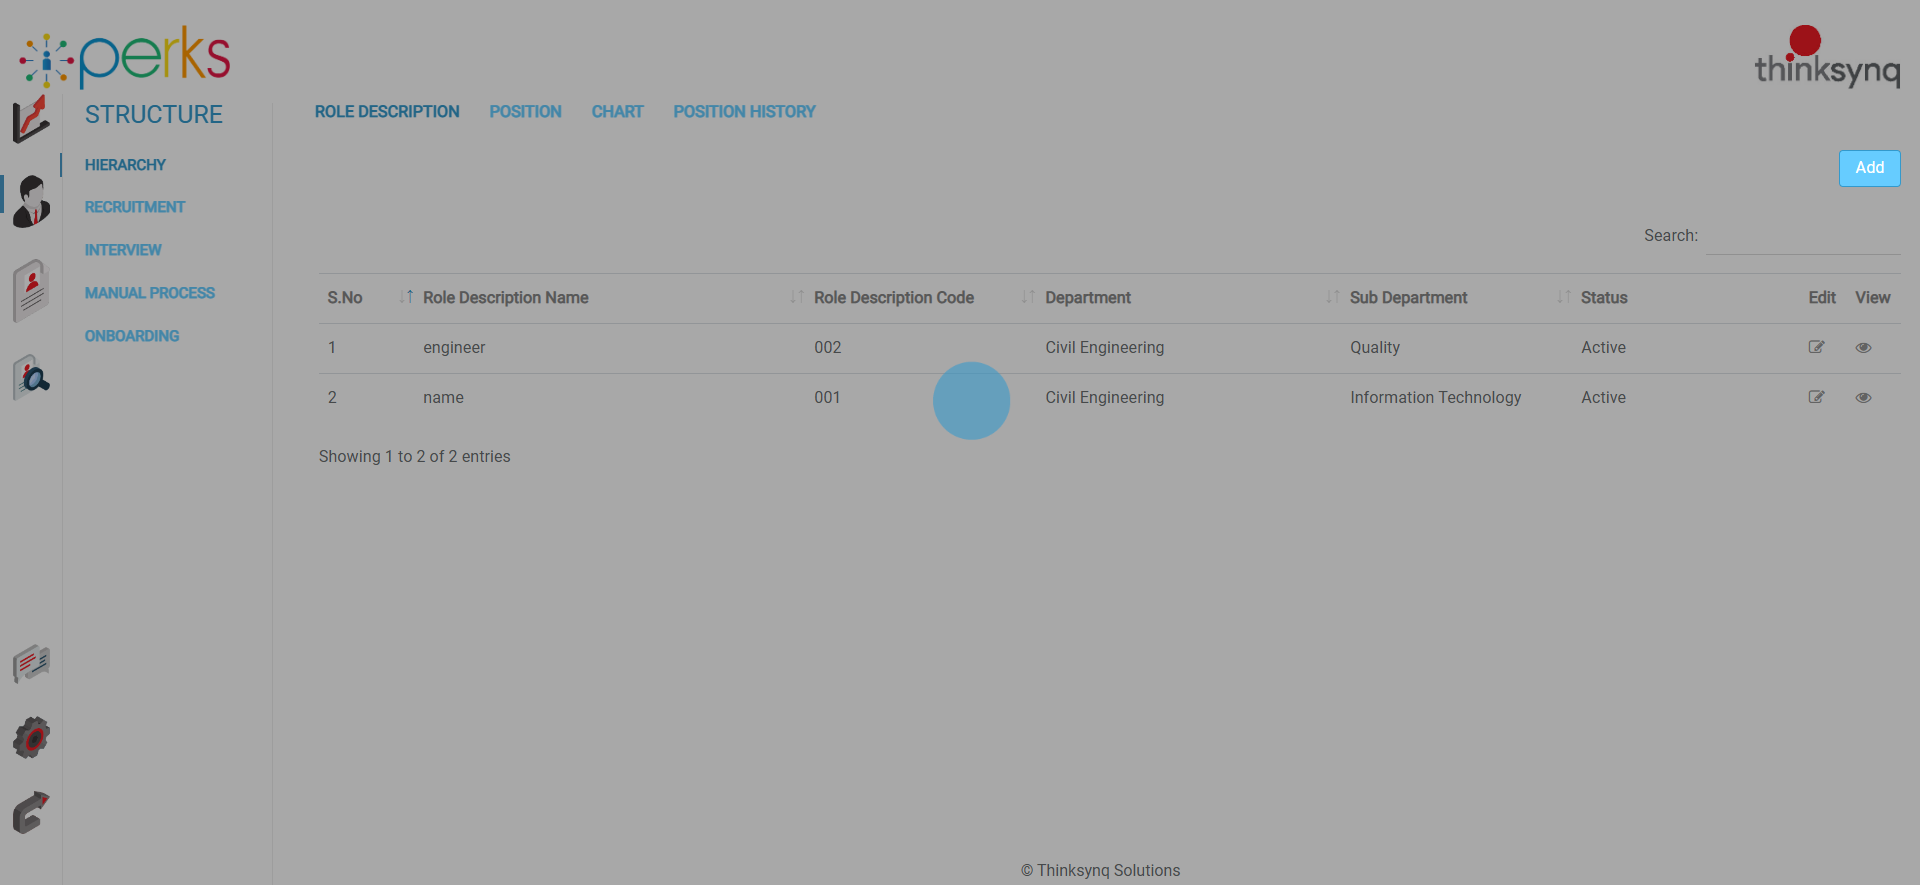 perks
thinksynq
STRUCTURE
HIERARCHY
RECRUITMENT
INTERVIEW
MANUAL PROCESS
ONBOARDING
ROLE DESCRIPTION POSITION CHART POSITION HISTORY
Add
Search:
S.No Role Description Name Role Description Code Department Sub Department Status Edit View
1 engineer 002 Civil Engineering Quality Active
2 name 001 Civil Engineering Information Technology Active
Showing 1 to 2 of 2 entries
© Thinksynq Solutions